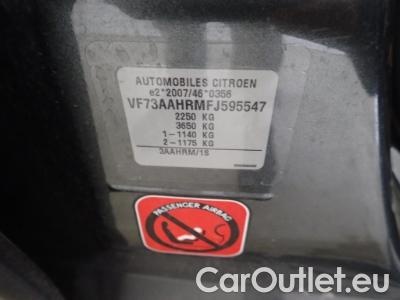 AUTOMOBILES CITROEN
e2*2007/46*0356
VF73AAHRMFJ595547
2250 KG
3650 KG
1-1140 KG
2-1175 KG
3AAHRM/1S
PASSENGER AIRBAG
CarOutlet.eu